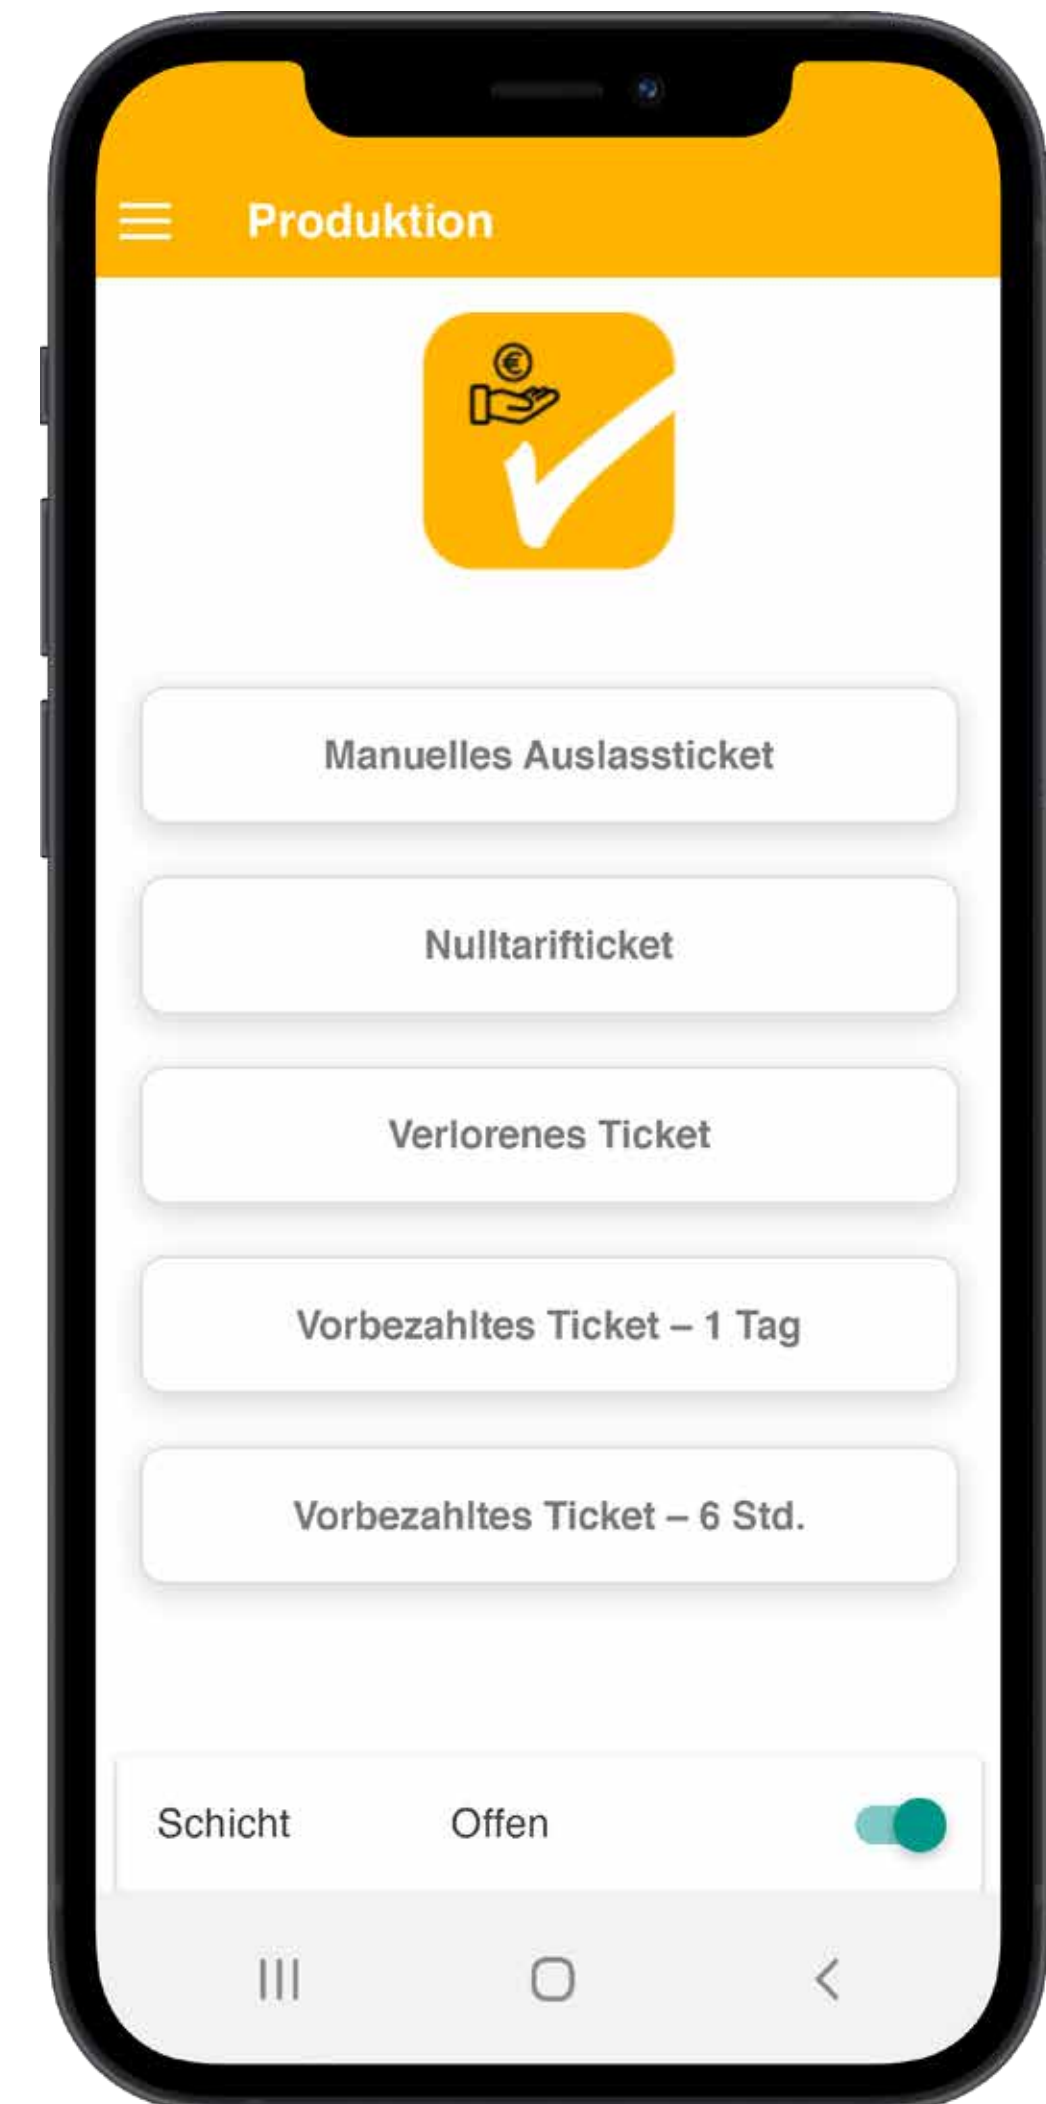 Produktion
€
Manuelles Auslassticket
Nulltarifticket
Verlorenes Ticket
Vorbezahltes Ticket – 1 Tag
Vorbezahltes Ticket – 6 Std.
Schicht Offen